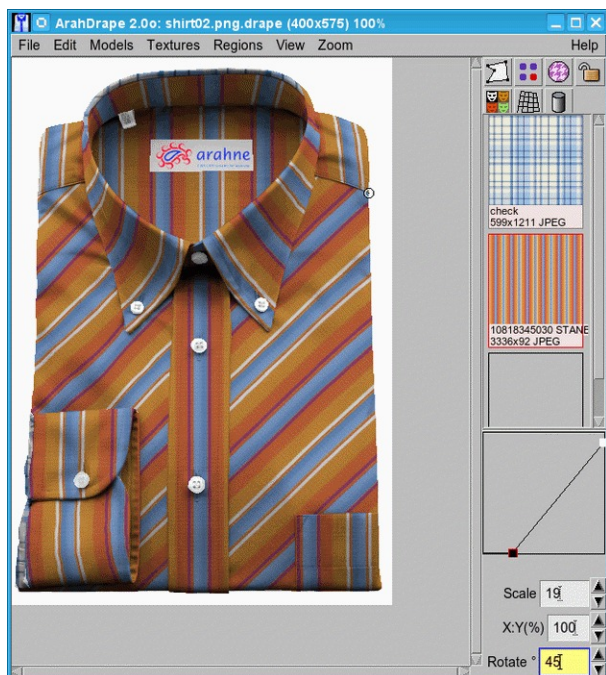 ArahDrape 2.0o: shirt02.png.drape (400x575) 100%
File Edit Models Textures Regions View Zoom Help
arahne
check
599x1211 JPEG
10818345030 STANE
3336x92 JPEG
Scale 19
X:Y(%) 100
Rotate ° 45